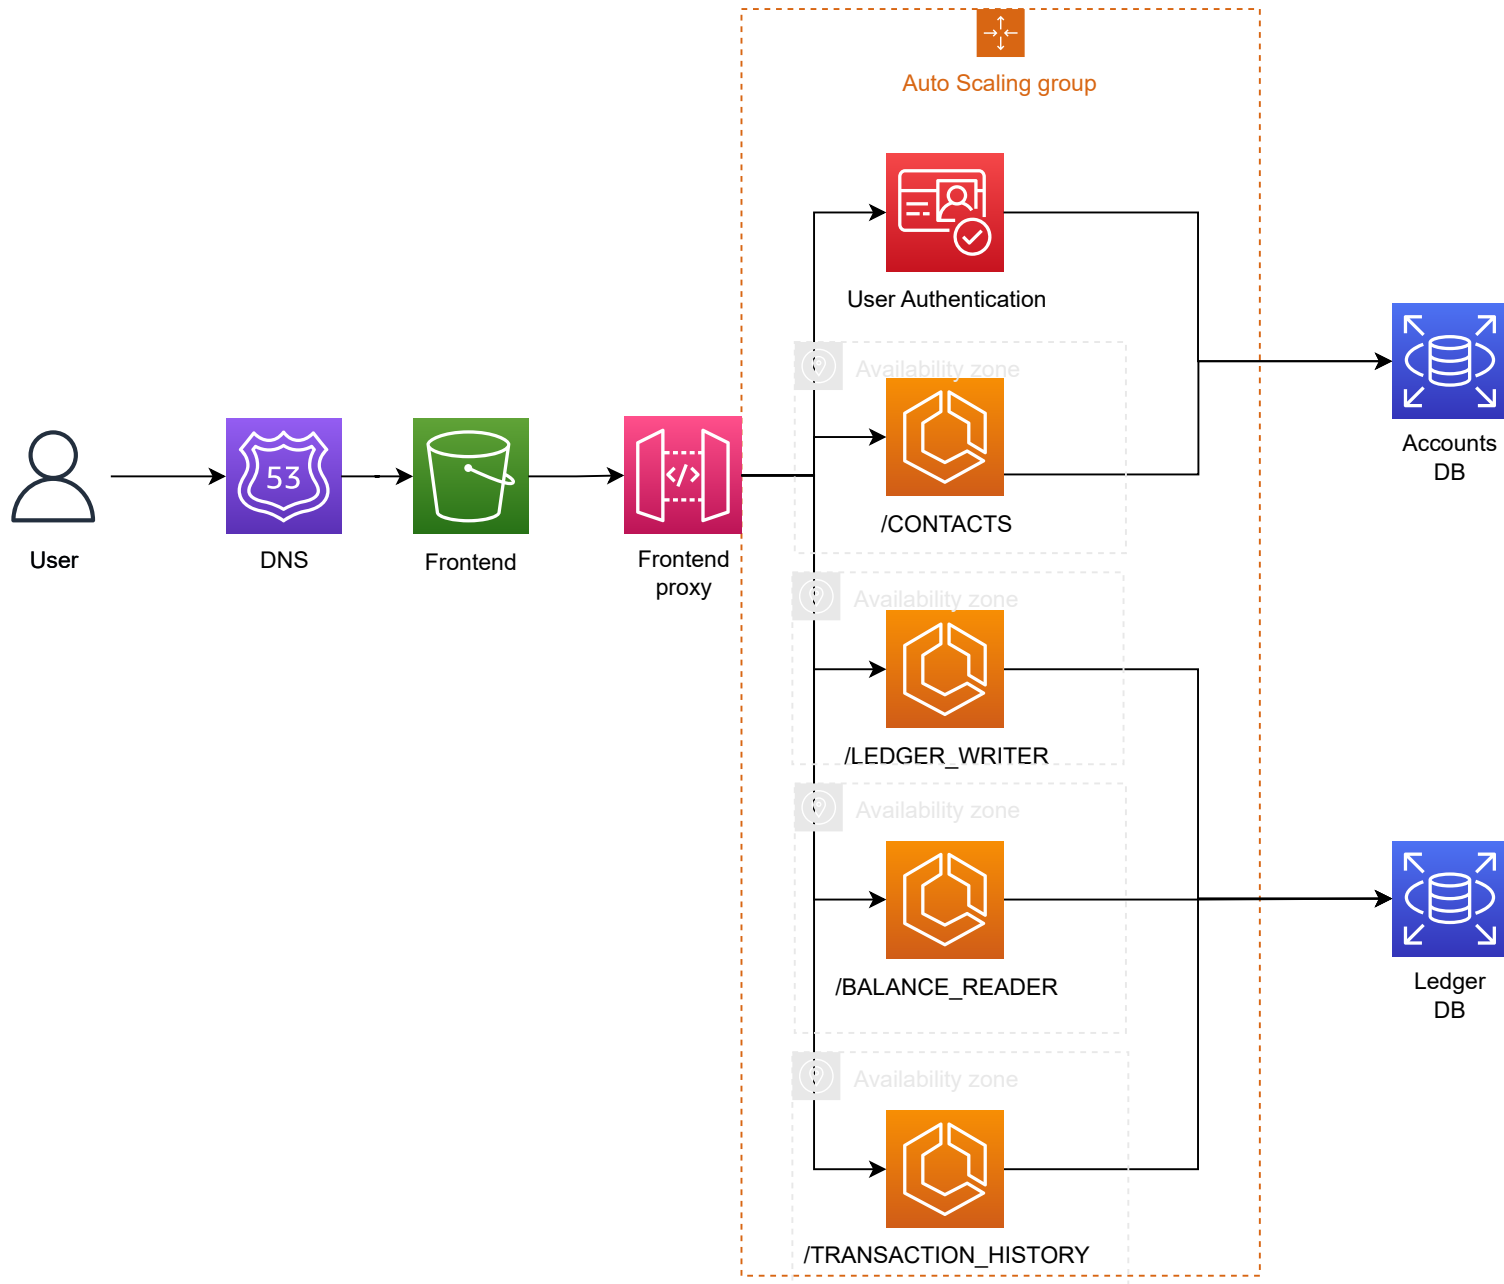 Auto Scaling group
User Authentication
Availability zone
/CONTACTS
User
53
DNS
Frontend
Frontend
proxy
Accounts
DB
Availability zone
/LEDGER_WRITER
Availability zone
/BALANCE_READER
Ledger
DB
Availability zone
/TRANSACTION_HISTORY